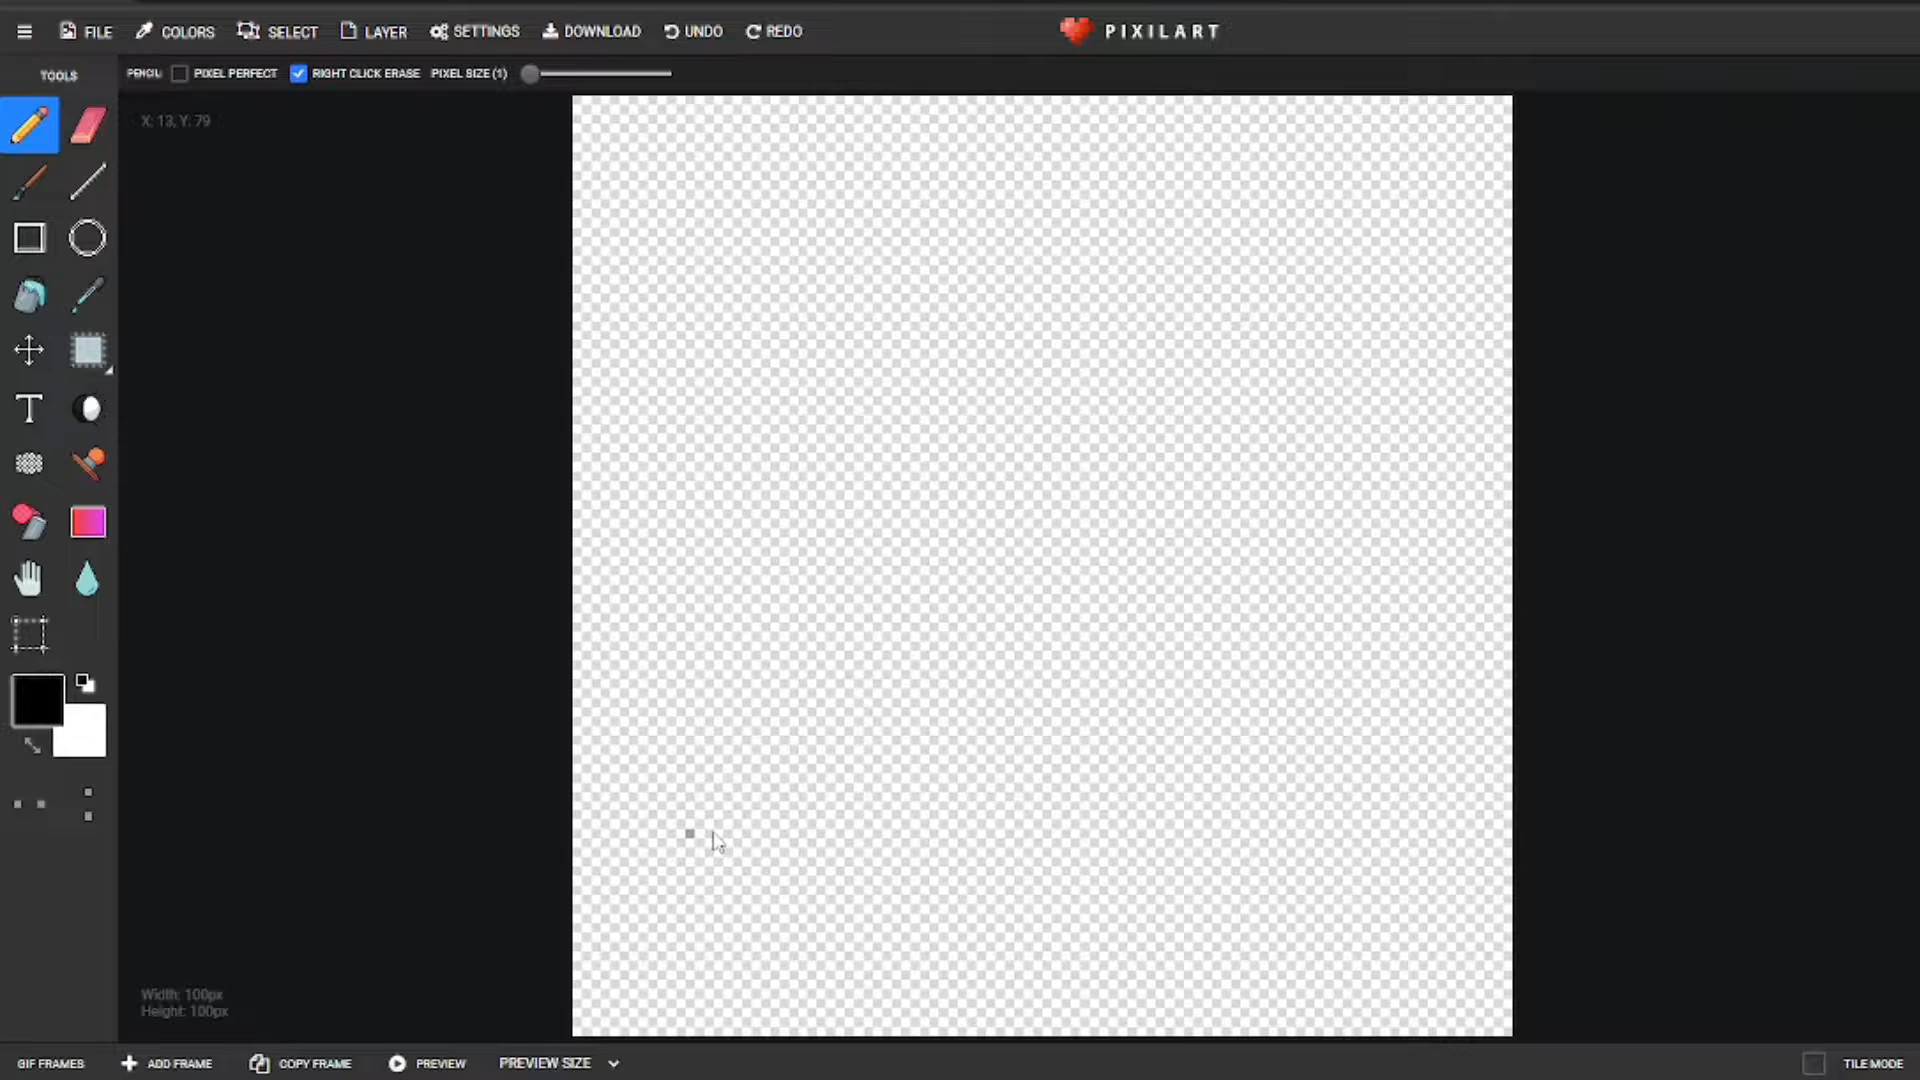 FILE COLORS SELECT LAYER SETTINGS DOWNLOAD UNDO REDO PIXILART
TOOLS PENCIL PIXEL PERFECT RIGHT CLICK ERASE PIXEL SIZE (1)
X: 13, Y: 79
T
Width: 100px
Height: 100px
GIF FRAMES ADD FRAME COPY FRAME PREVIEW PREVIEW SIZE TILE MODE